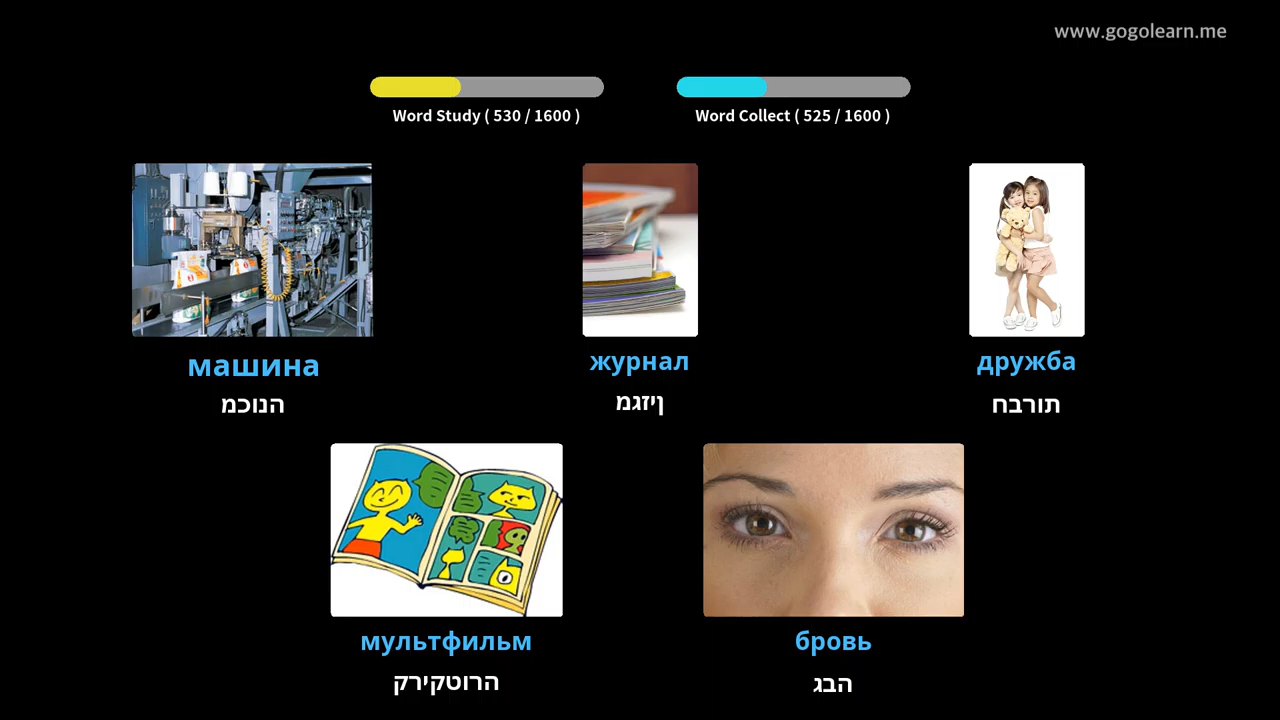 www.gogolearn.me
Word Study ( 530 / 1600 )
Word Collect ( 525 / 1600 )
машина
הנוכמ
журнал
ןיזגמ
дружба
תורבח
мультфильм
הרוטקירק
бровь
הבג